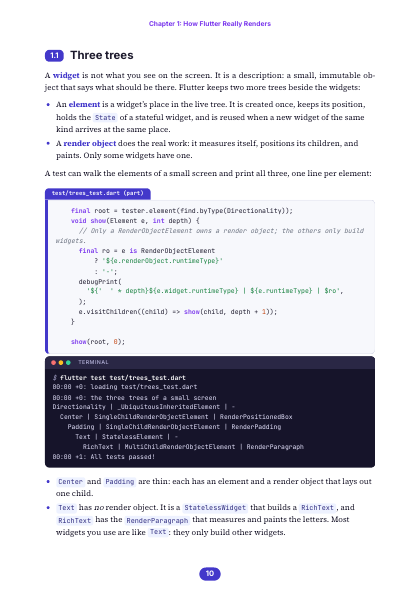 Chapter 1: How Flutter Really Renders
1.1 Three trees
A widget is not what you see on the screen. It is a description: a small, immutable ob-
ject that says what should be there. Flutter keeps two more trees beside the widgets:
• An element is a widget's place in the live tree. It is created once, keeps its position,
holds the State of a stateful widget, and is reused when a new widget of the same
kind arrives at the same place.
• A render object does the real work: it measures itself, positions its children, and
paints. Only some widgets have one.
A test can walk the elements of a small screen and print all three, one line per element:
test/trees_test.dart (part)
final root = tester.element(find.byType(Directionality));
void show(Element e, int depth) {
// Only a RenderObjectElement owns a render object; the others only build
widgets.
final ro = e is RenderObjectElement
? '${e.renderObject.runtimeType}'
: '-';
debugPrint(
'${'  ' * depth}${e.widget.runtimeType} | ${e.runtimeType} | $ro',
);
e.visitChildren((child) => show(child, depth + 1));
}
show(root, 0);
TERMINAL
$ flutter test test/trees_test.dart
00:00 +0: loading test/trees_test.dart
00:00 +0: the three trees of a small screen
Directionality | _UbiquitousInheritedElement | -
Center | SingleChildRenderObjectElement | RenderPositionedBox
Padding | SingleChildRenderObjectElement | RenderPadding
Text | StatelessElement | -
RichText | MultiChildRenderObjectElement | RenderParagraph
00:00 +1: All tests passed!
• Center and Padding are thin: each has an element and a render object that lays out
one child.
• Text has no render object. It is a StatelessWidget that builds a RichText, and
RichText has the RenderParagraph that measures and paints the letters. Most
widgets you use are like Text: they only build other widgets.
10